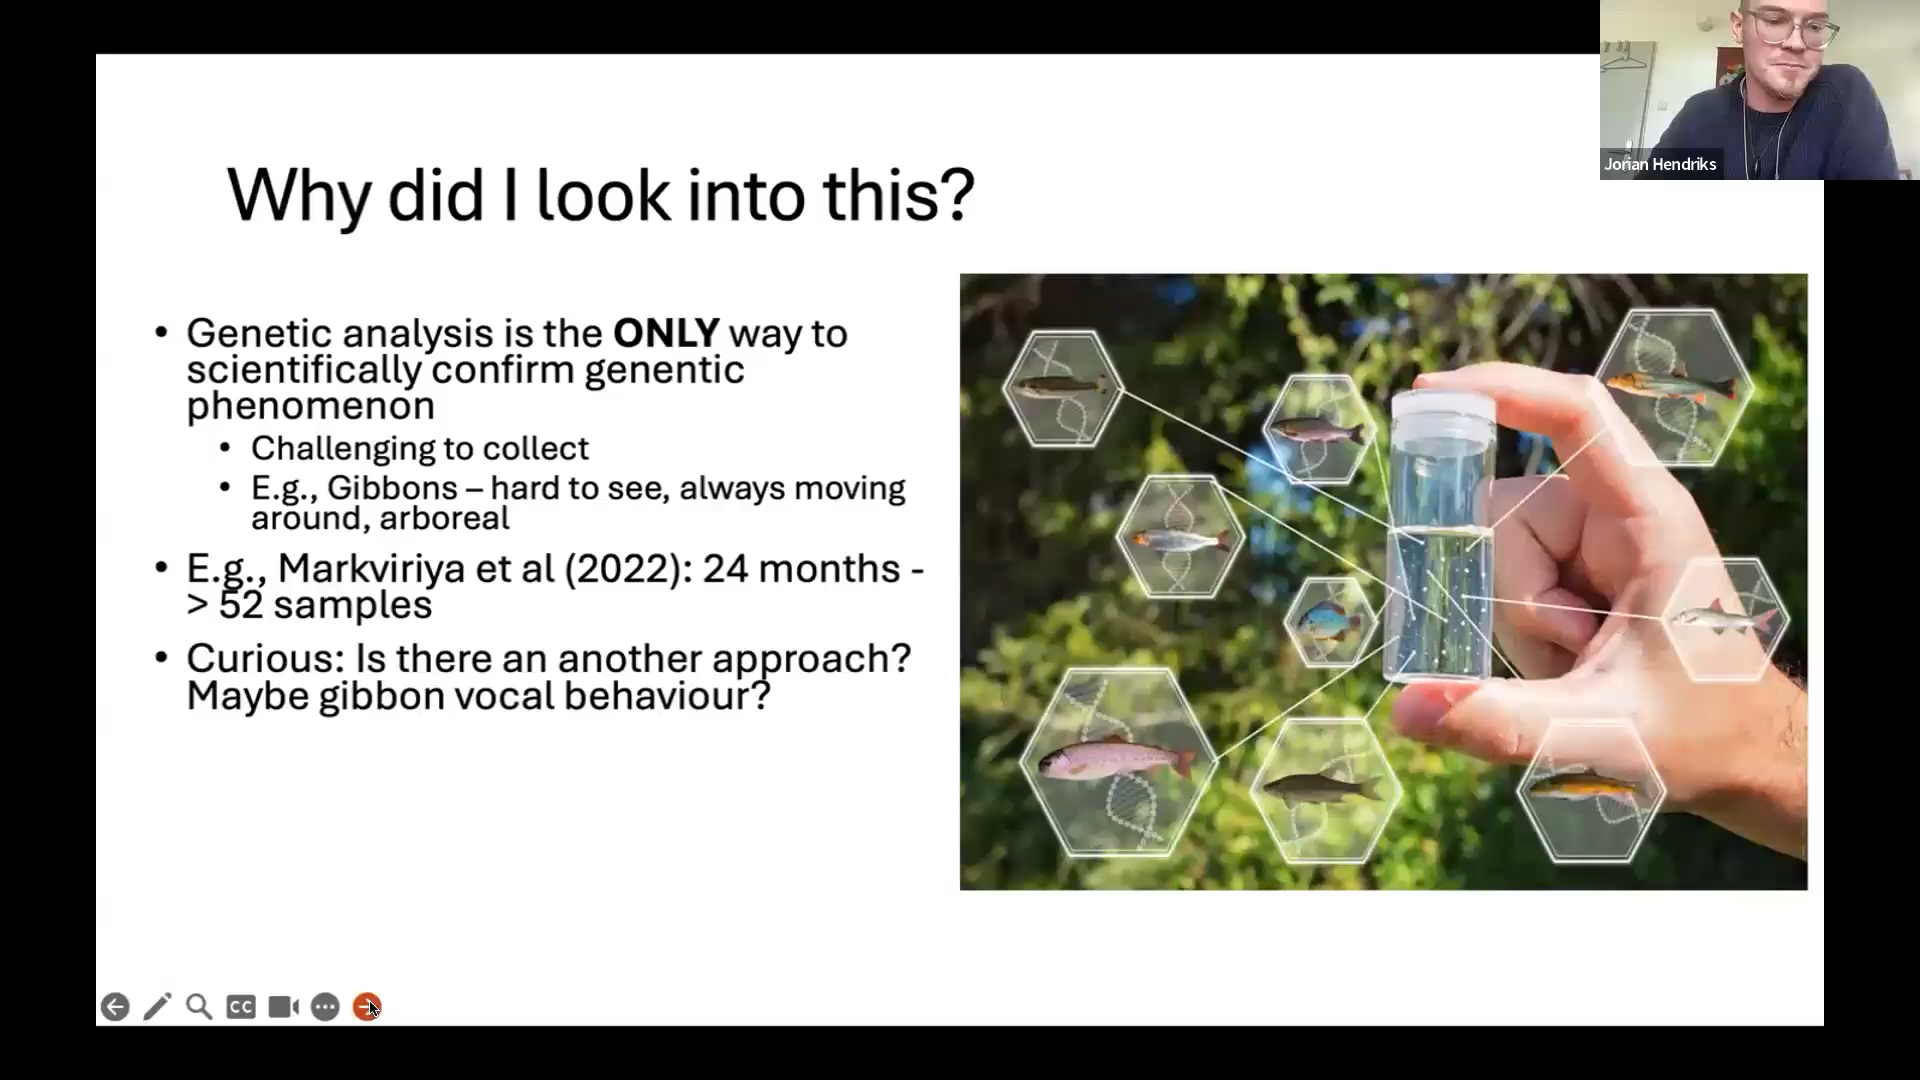 Jorian Hendriks
Why did I look into this?
• Genetic analysis is the ONLY way to
scientifically confirm genentic
phenomenon
• Challenging to collect
• E.g., Gibbons – hard to see, always moving
around, arboreal
• E.g., Markviriya et al (2022): 24 months -
> 52 samples
• Curious: Is there an another approach?
Maybe gibbon vocal behaviour?
CC